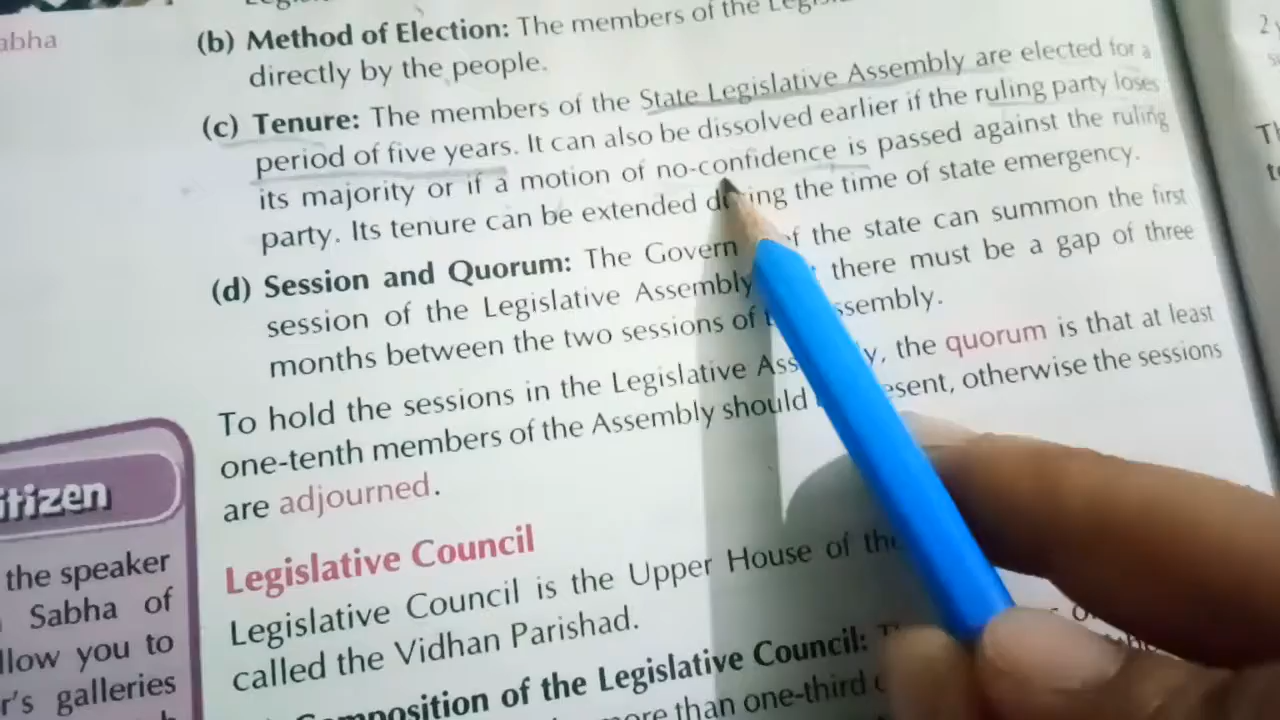 abha
(b) Method of Election: The members of the Legis
directly by the people.
(c) Tenure: The members of the State Legislative Assembly are elected for a
period of five years. It can also be dissolved earlier if the ruling party loses
its majority or if a motion of no-confidence is passed against the ruling
party. Its tenure can be extended during the time of state emergency.
(d) Session and Quorum: The Govern of the state can summon the first
session of the Legislative Assembly there must be a gap of three
months between the two sessions of ssembly.
To hold the sessions in the Legislative Ass y, the quorum is that at least
one-tenth members of the Assembly should esent, otherwise the sessions
are adjourned.
Legislative Council
Legislative Council is the Upper House of the
called the Vidhan Parishad.
mposition of the Legislative Council:
ore than one-third
itizen
the speaker
Sabha of
llow you to
r's galleries
2